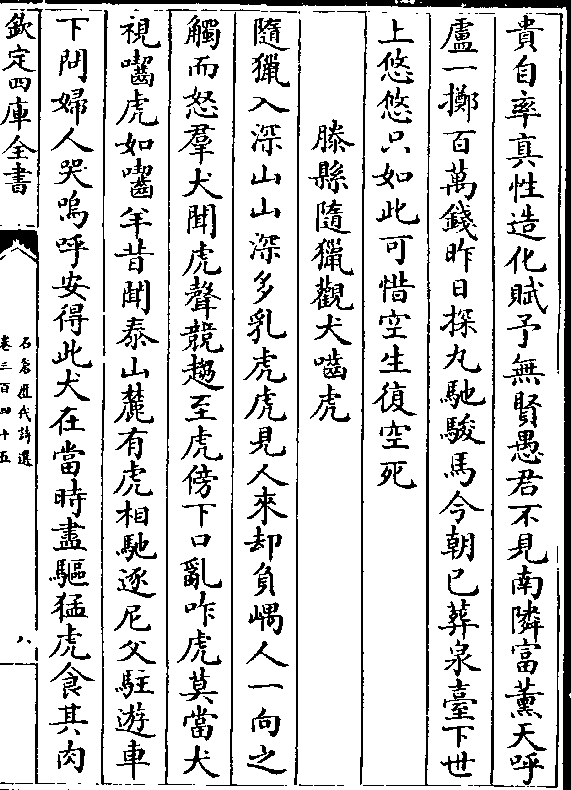 貴自率真性造化賦予無賢愚君不見南隣富薰天呼
盧一擲百萬錢昨日探丸馳駿馬今朝已葬泉臺下世
上悠悠只如此可惜空生復空死
滕縣隨獵觀犬嚙虎
隨獵入深山山深多乳虎虎見人來却負嵎人一向之
觸而怒羣犬聞虎聲競趨至虎傍下口亂咋虎莫當犬
視嚙虎如嚙羊昔聞泰山麓有虎相馳逐尼父駐遊車
下問婦人哭嗚呼安得此犬在當時盡驅猛虎食其肉
欽定四庫全書
石倉歷代詩選
卷三百四十五
八